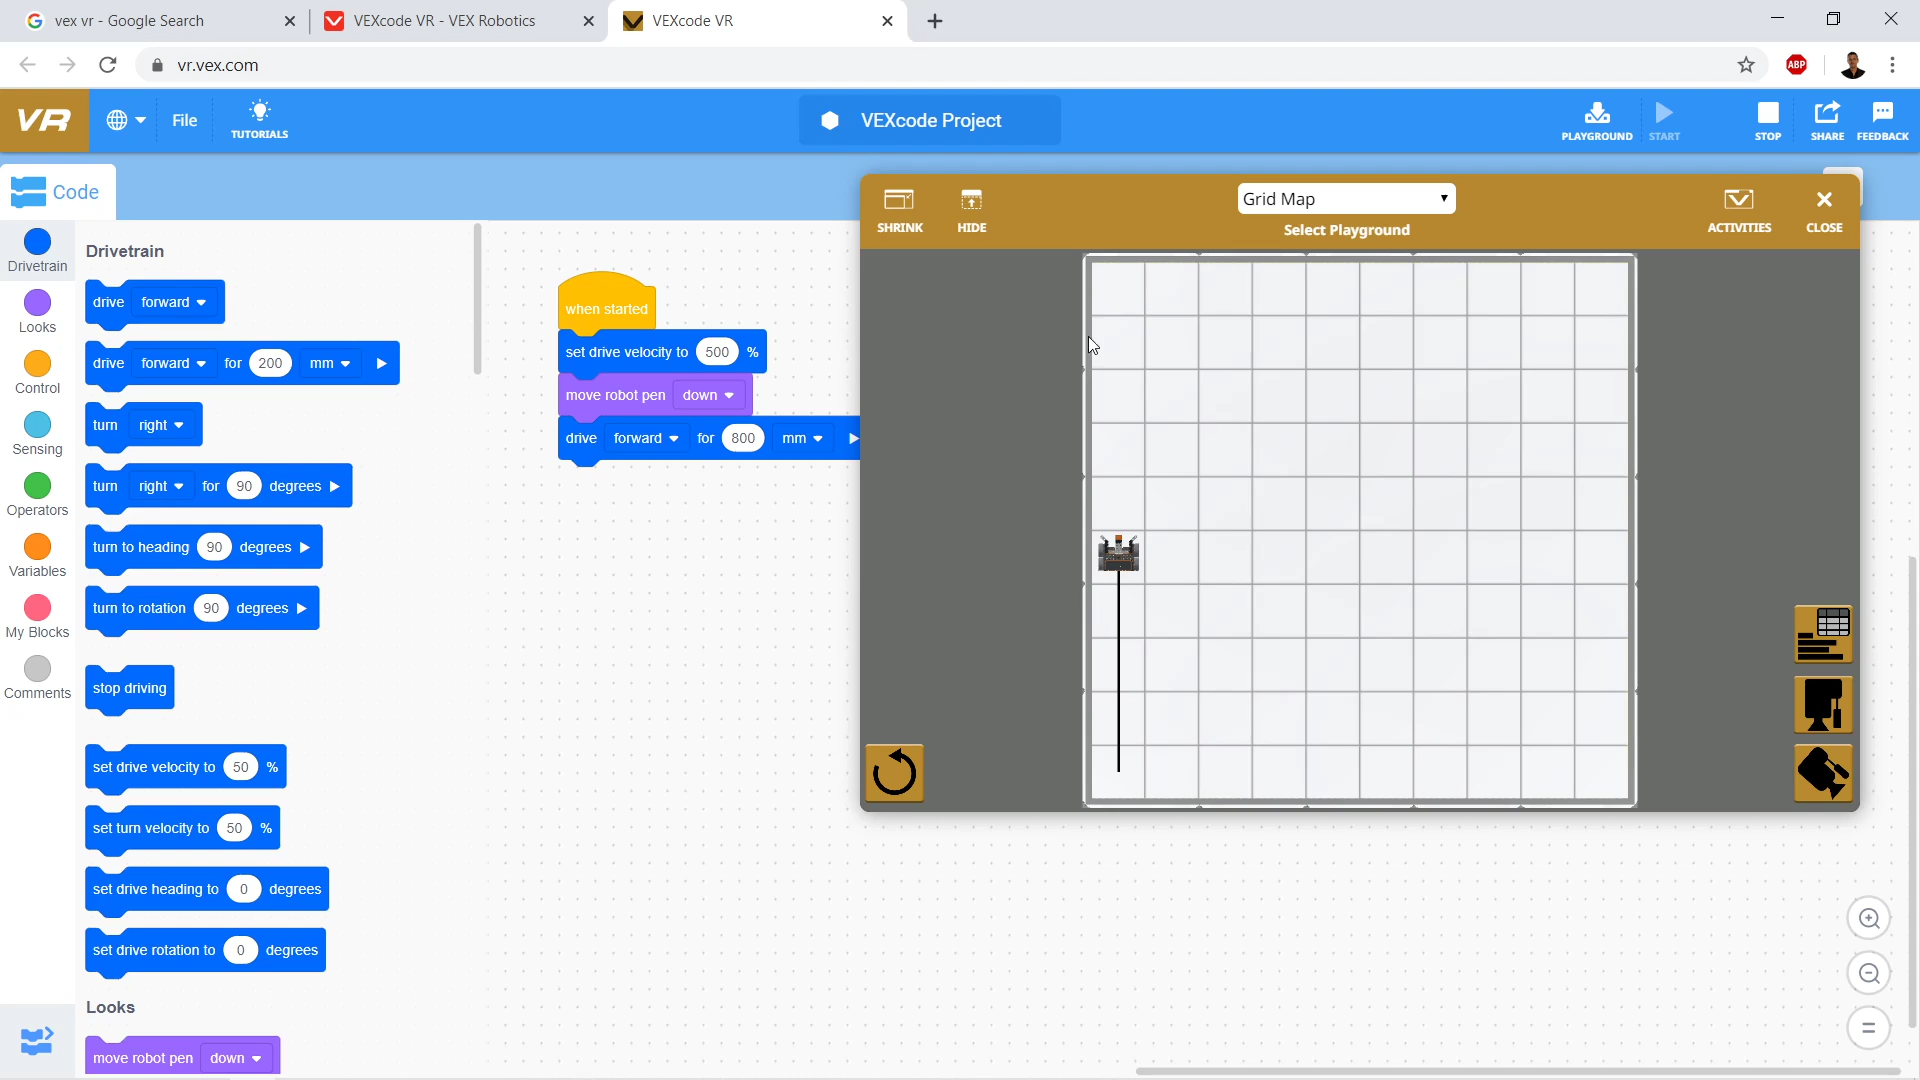 vex vr - Google Search
VEXcode VR - VEX Robotics
VEXcode VR
vr.vex.com
ABP
VR
File
TUTORIALS
VEXcode Project
PLAYGROUND
START
STOP
SHARE
FEEDBACK
Code
SHRINK
HIDE
Grid Map
Select Playground
ACTIVITIES
CLOSE
Drivetrain
Looks
Control
Sensing
Operators
Variables
My Blocks
Comments
Drivetrain
drive forward
drive forward for 200 mm
turn right
turn right for 90 degrees
turn to heading 90 degrees
turn to rotation 90 degrees
stop driving
set drive velocity to 50 %
set turn velocity to 50 %
set drive heading to 0 degrees
set drive rotation to 0 degrees
Looks
move robot pen down
when started
set drive velocity to 500 %
move robot pen down
drive forward for 800 mm